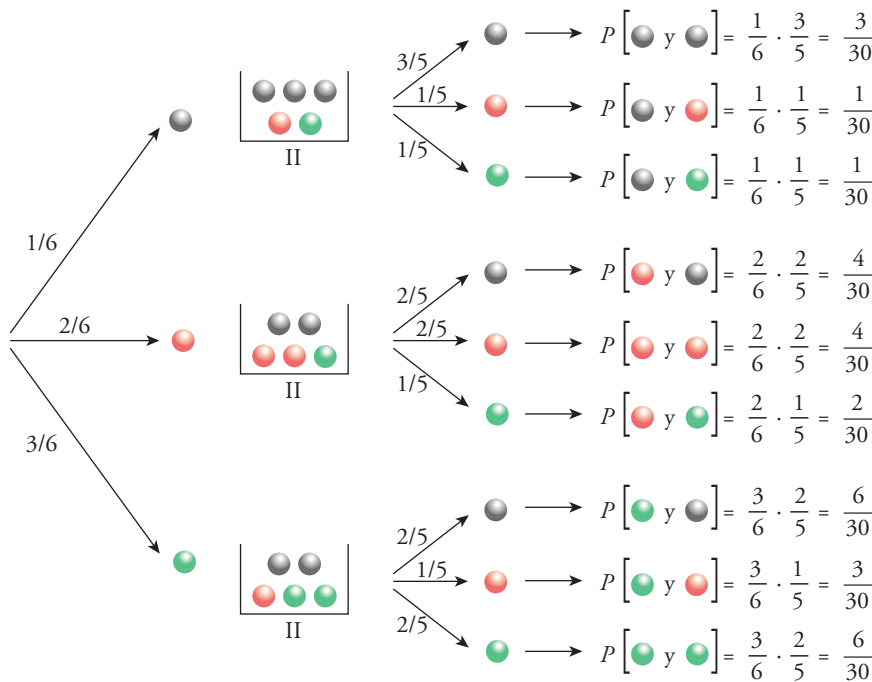 1/6
2/6
3/6
II
3/5
1/5
1/5
P [ y ] = 1/6 · 3/5 = 3/30
P [ y ] = 1/6 · 1/5 = 1/30
P [ y ] = 1/6 · 1/5 = 1/30
II
2/5
2/5
1/5
P [ y ] = 2/6 · 2/5 = 4/30
P [ y ] = 2/6 · 2/5 = 4/30
P [ y ] = 2/6 · 1/5 = 2/30
II
2/5
1/5
2/5
P [ y ] = 3/6 · 2/5 = 6/30
P [ y ] = 3/6 · 1/5 = 3/30
P [ y ] = 3/6 · 2/5 = 6/30